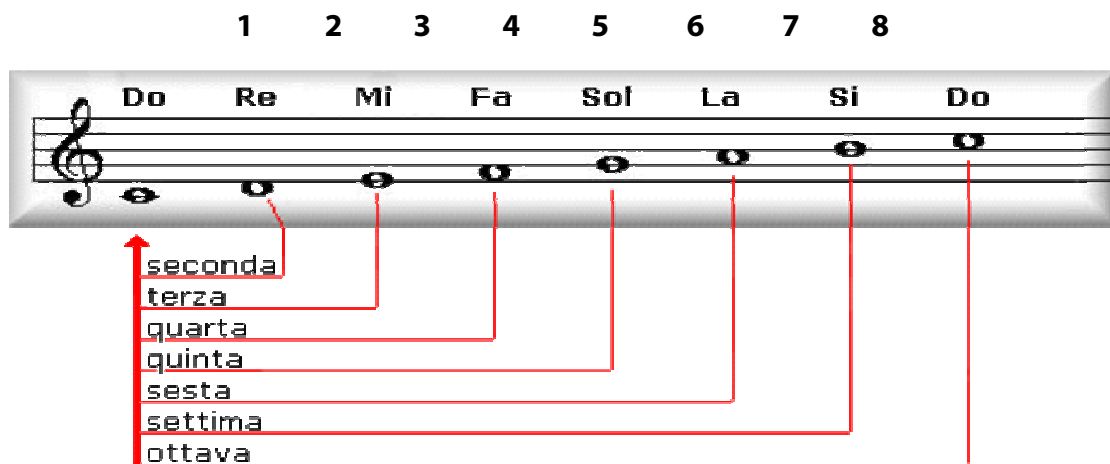 1 2 3 4 5 6 7 8
Do Re Mi Fa Sol La Si Do
seconda
terza
quarta
quinta
sesta
settima
ottava